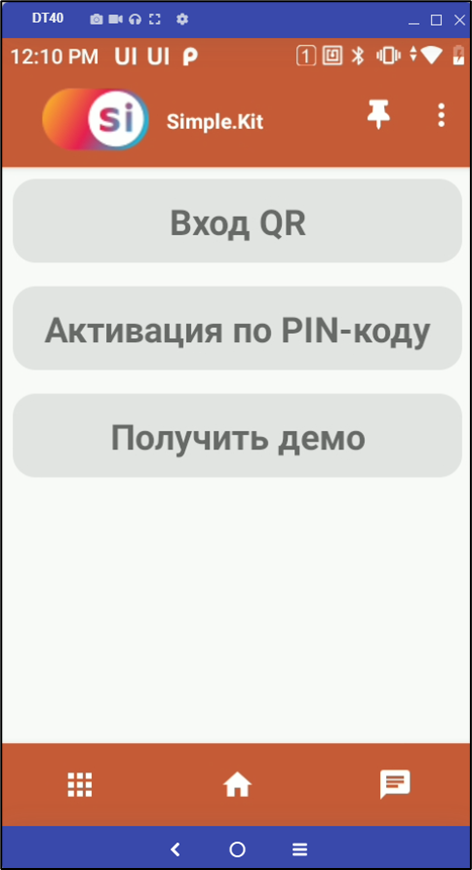 DT40
12:10 PM UI UI P 1
si Simple.Kit
Вход QR
Активация по PIN-коду
Получить демо